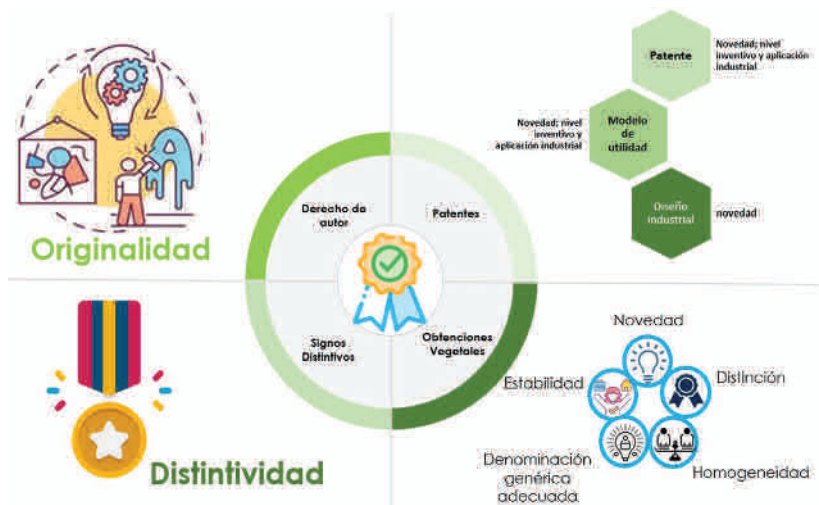 Originalidad
Derecho de
autor
Patentes
Patente
Novedad; nivel
inventivo y aplicación
industrial
Novedad; nivel
inventivo y
aplicación industrial
Modelo
de
utilidad
Diseño
industrial
novedad
Signos
Distintivos
Obtenciones
Vegetales
Distintividad
Novedad
Estabilidad
Distinción
Denominación
genérica
adecuada
Homogeneidad